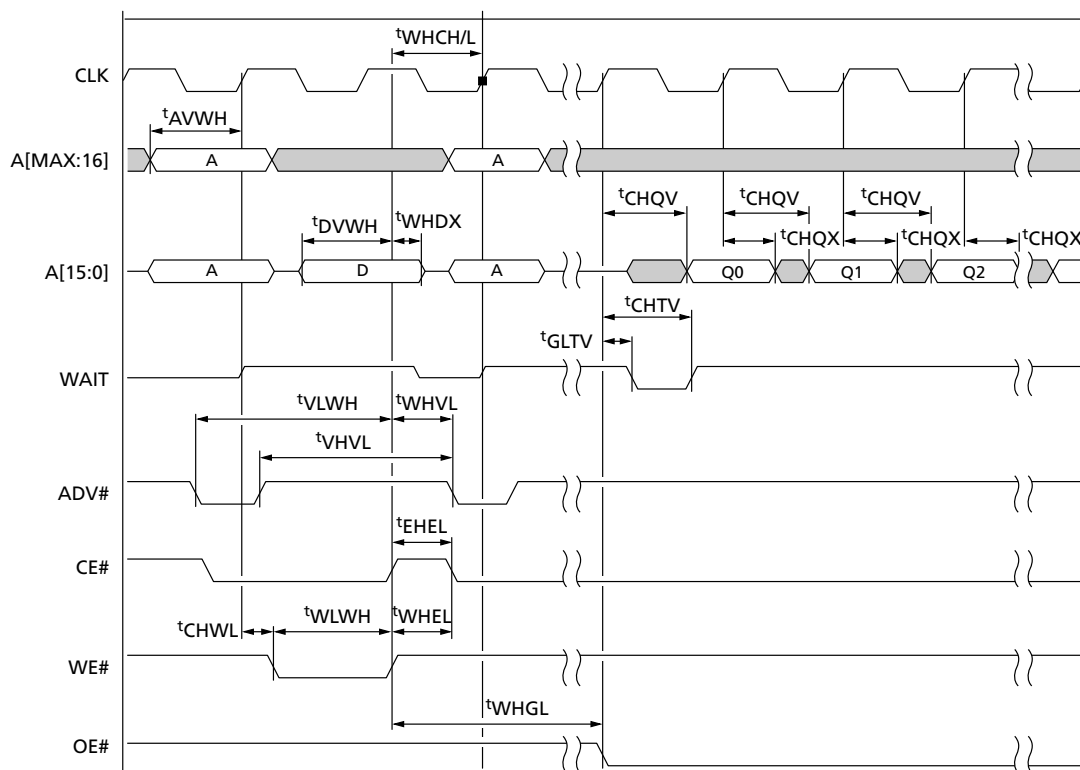 tWHCH/L
CLK
tAVWH
A[MAX:16] A A
tCHQV tCHQV tCHQV
tDVWH tWHDX tCHQX tCHQX tCHQX
A[15:0] A D A Q0 Q1 Q2
tCHTV
tGLTV
WAIT
tVLWH tWHVL
tVHVL
ADV#
tEHEL
CE#
tCHWL tWLWH tWHEL
WE#
tWHGL
OE#